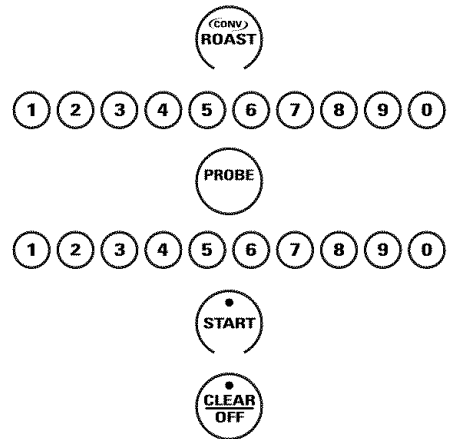 CONV
ROAST
1 2 3 4 5 6 7 8 9 0
PROBE
1 2 3 4 5 6 7 8 9 0
START
CLEAR
OFF